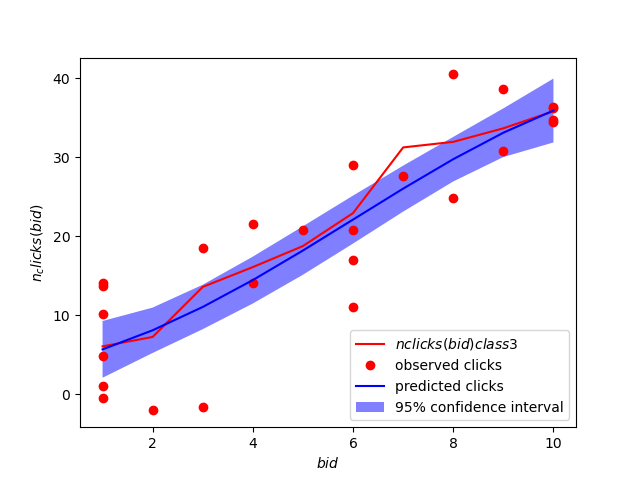 40
30
20
10
0
n_clicks(bid)
nclicks(bid)class3
observed clicks
predicted clicks
95% confidence interval
2
4
6
8
10
bid